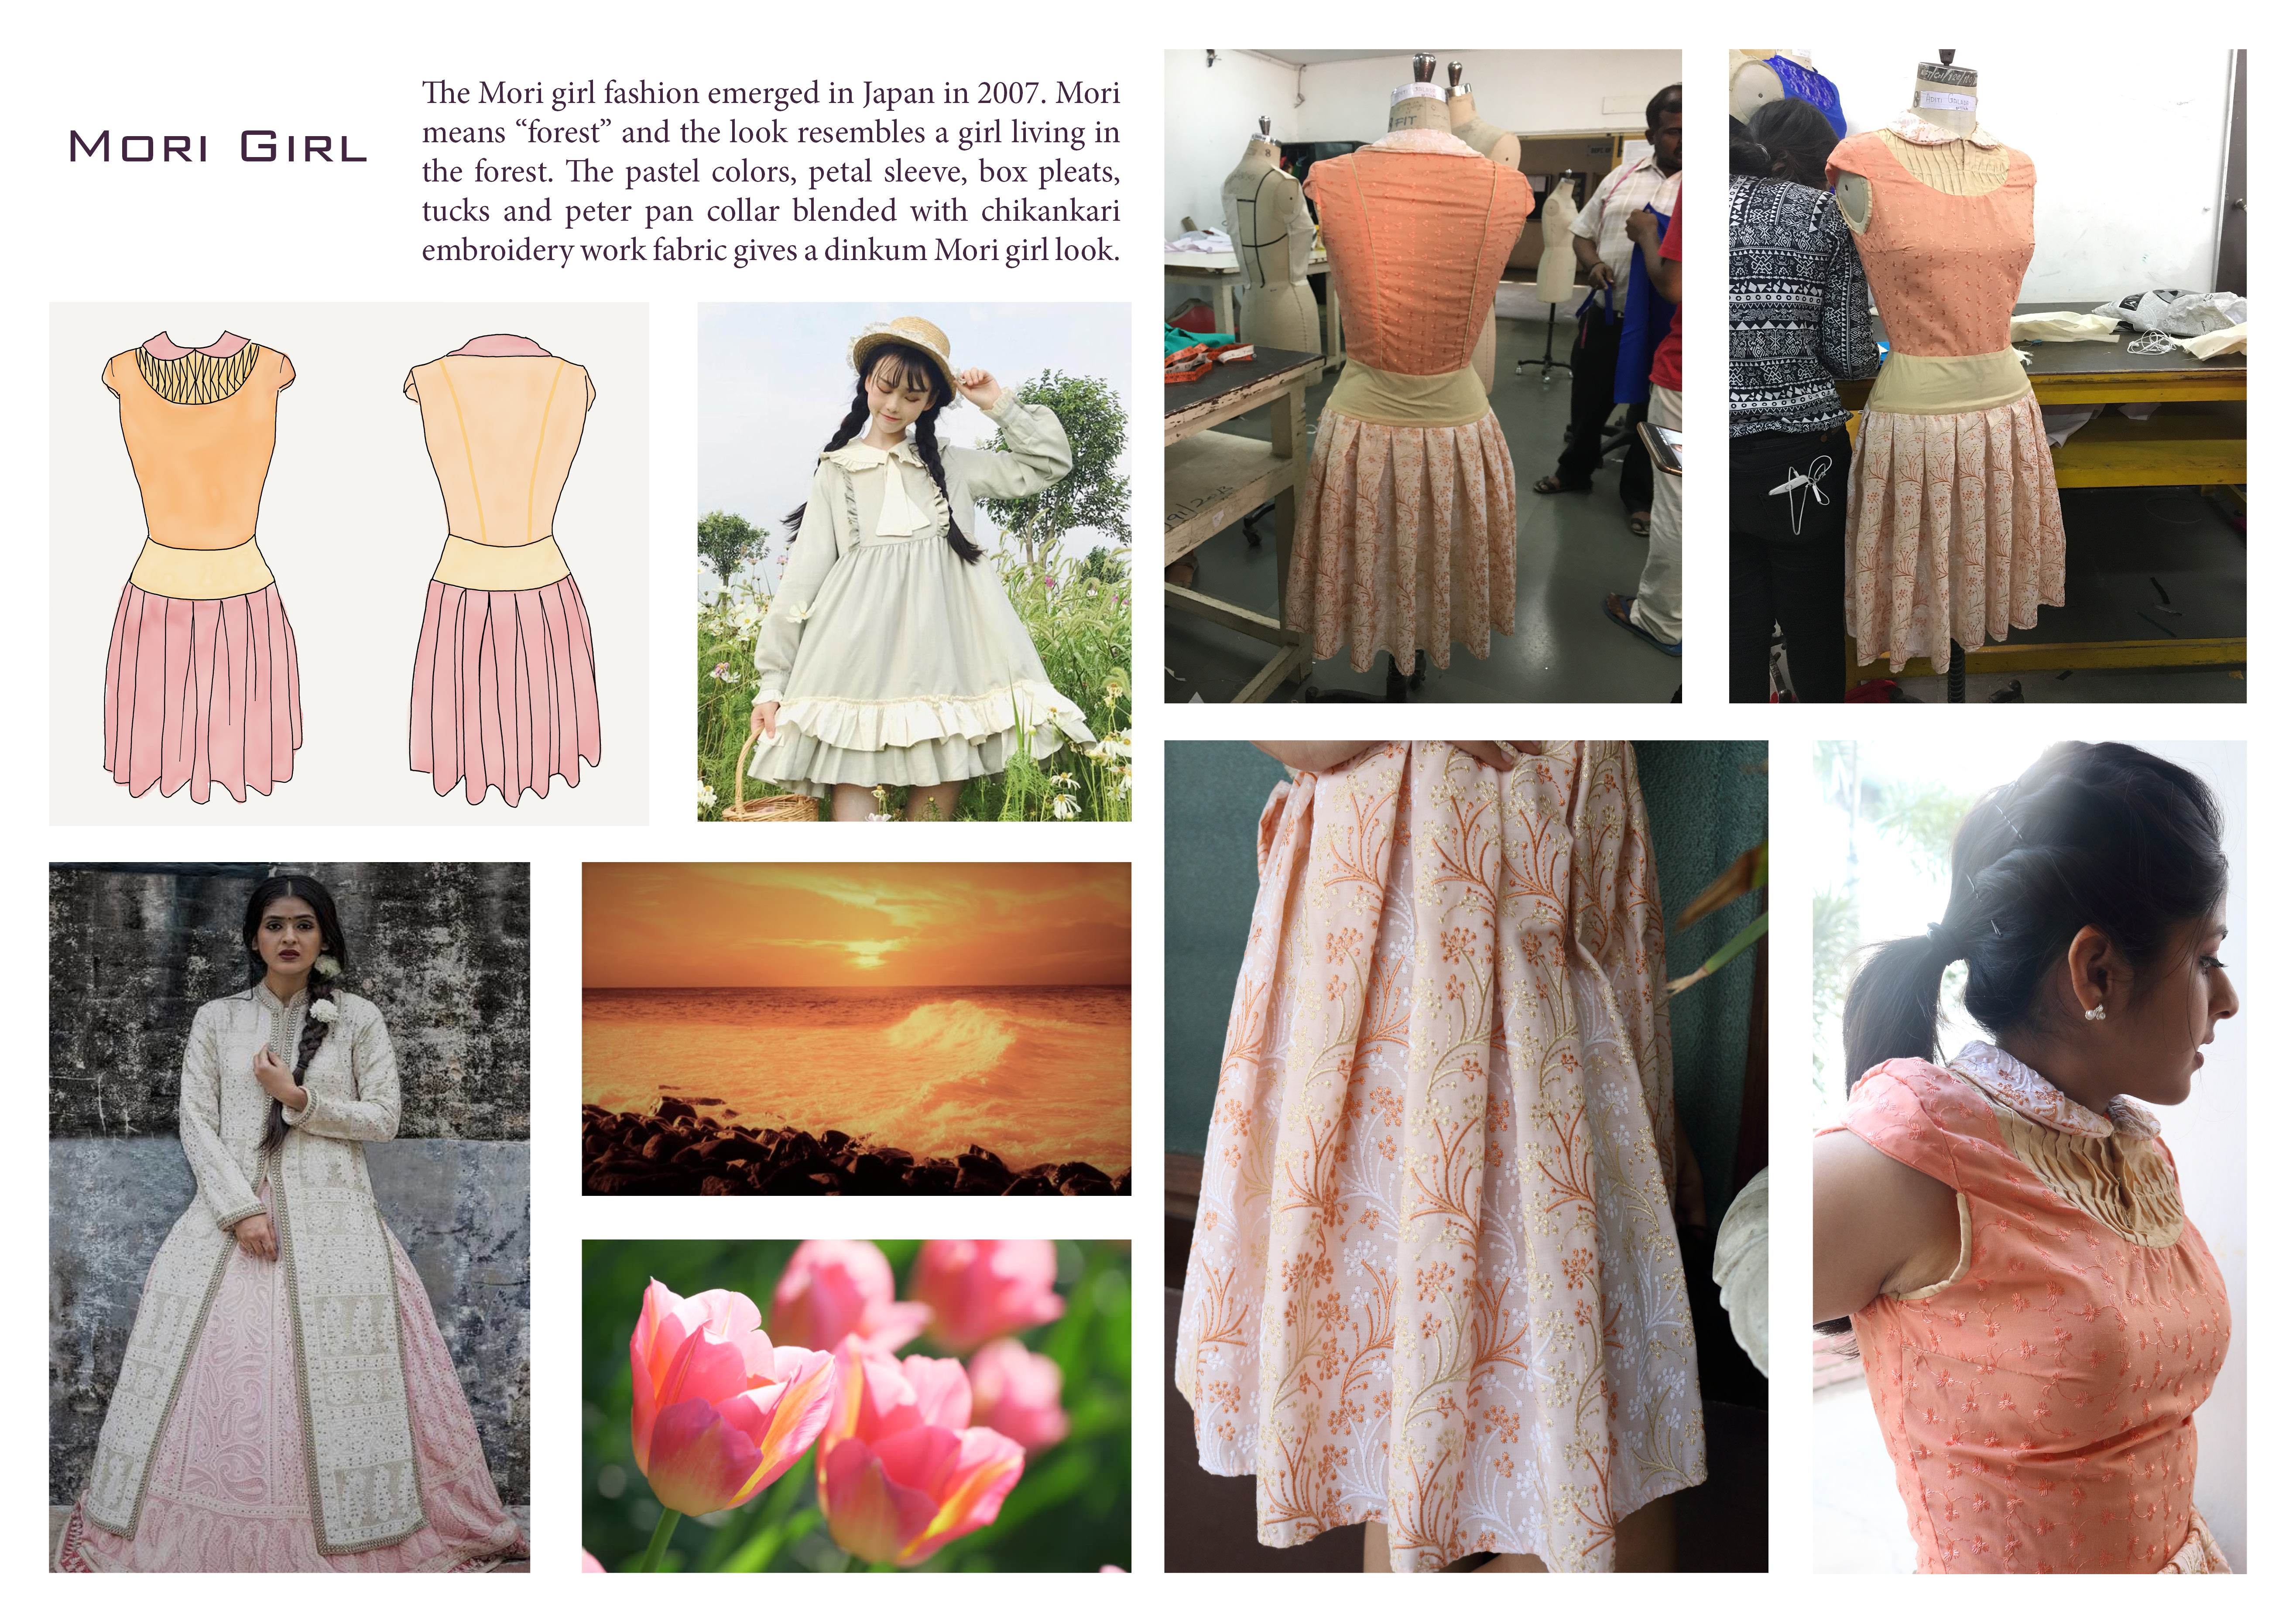 MORI GIRL
The Mori girl fashion emerged in Japan in 2007. Mori
means “forest” and the look resembles a girl living in
the forest. The pastel colors, petal sleeve, box pleats,
tucks and peter pan collar blended with chikankari
embroidery work fabric gives a dinkum Mori girl look.
FIT
8